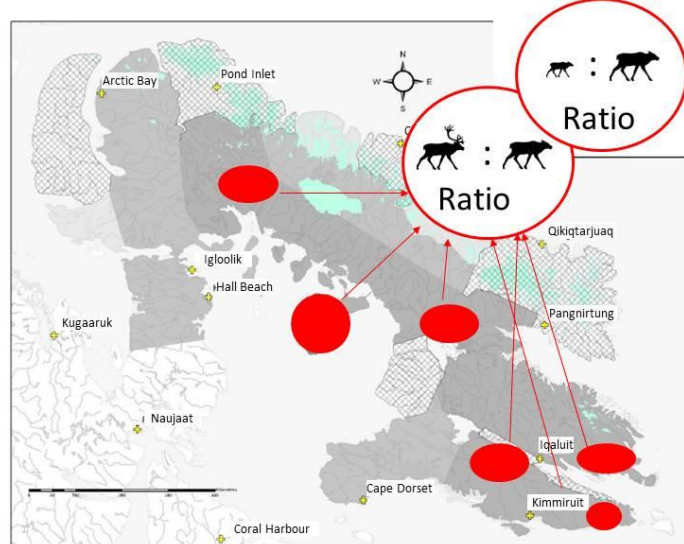 Arctic Bay
Pond Inlet
:
Ratio
N
W E
S
:
Ratio
Qikiqtarjuaq
Igloolik
Hall Beach
Kugaaruk
Pangnirtung
Naujaat
Iqaluit
Cape Dorset
Kimmiruit
Coral Harbour